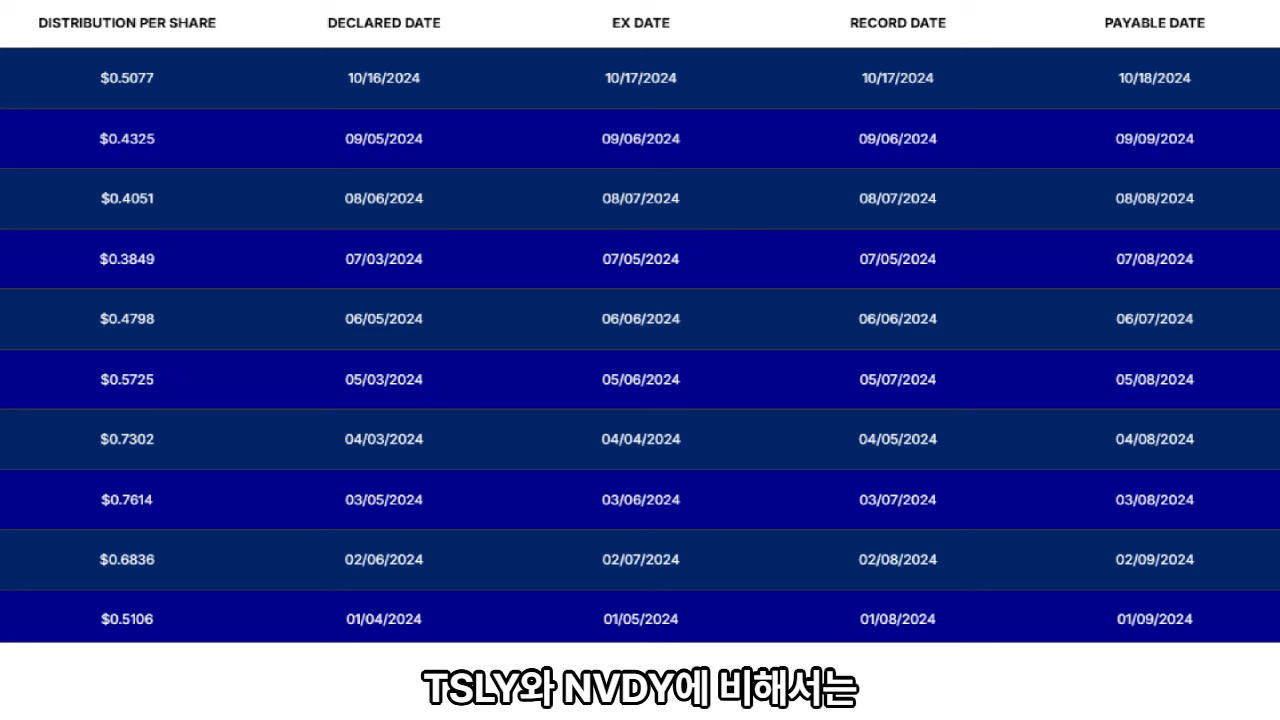 DISTRIBUTION PER SHARE DECLARED DATE EX DATE RECORD DATE PAYABLE DATE
$0.5077 10/16/2024 10/17/2024 10/17/2024 10/18/2024
$0.4325 09/05/2024 09/06/2024 09/06/2024 09/09/2024
$0.4051 08/06/2024 08/07/2024 08/07/2024 08/08/2024
$0.3849 07/03/2024 07/05/2024 07/05/2024 07/08/2024
$0.4798 06/05/2024 06/06/2024 06/06/2024 06/07/2024
$0.5725 05/03/2024 05/06/2024 05/07/2024 05/08/2024
$0.7302 04/03/2024 04/04/2024 04/05/2024 04/08/2024
$0.7614 03/05/2024 03/06/2024 03/07/2024 03/08/2024
$0.6836 02/06/2024 02/07/2024 02/08/2024 02/09/2024
$0.5106 01/04/2024 01/05/2024 01/08/2024 01/09/2024
TSLY와 NVDY에 비해서는